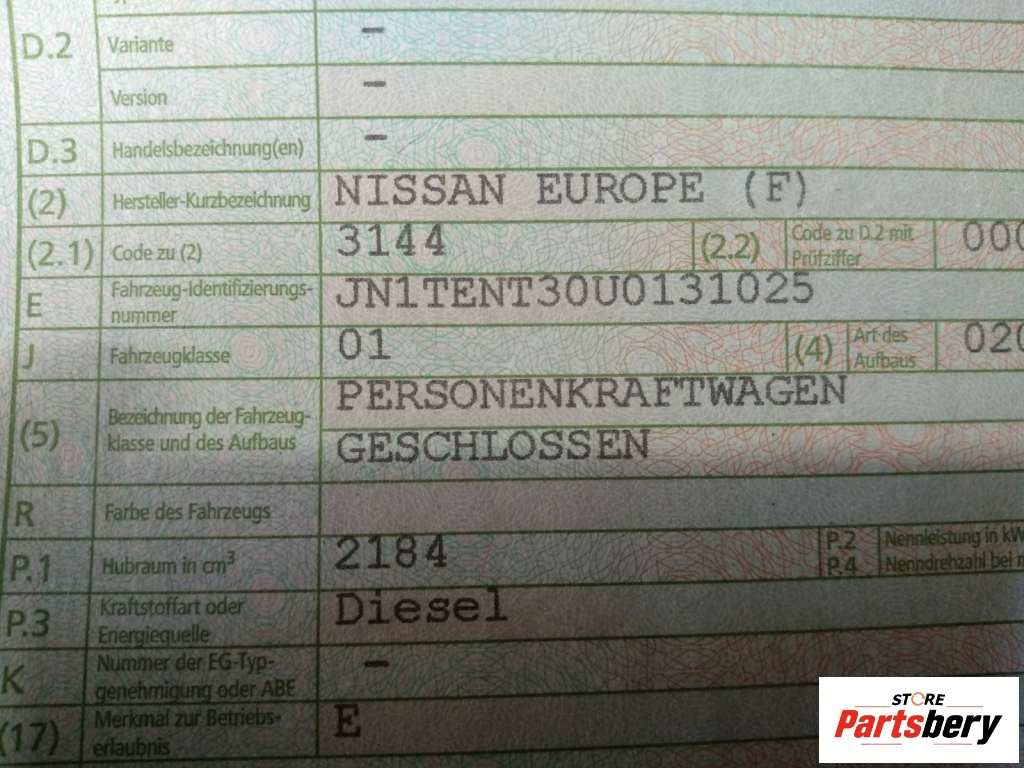 D.2 Variante -
Version -
D.3 Handelsbezeichnung(en) -
(2) Hersteller-Kurzbezeichnung NISSAN EUROPE (F)
(2.1) Code zu (2) 3144 (2.2) Code zu D.2 mit
Prüfziffer 000
E Fahrzeug-Identifizierungs-
nummer JN1TENT30U0131025
J Fahrzeugklasse 01 (4) Art des
Aufbaus 020
(5) Bezeichnung der Fahrzeug-
klasse und des Aufbaus PERSONENKRAFTWAGEN
GESCHLOSSEN
R Farbe des Fahrzeugs
P.1 Hubraum in cm³ 2184 P.2 Nennleistung in kW
P.4 Nenndrehzahl bei
P.3 Kraftstoffart oder
Energiequelle Diesel
K Nummer der EG-Typ-
genehmigung oder ABE -
(17) Merkmal zur Betriebs-
erlaubnis E
STORE
Partsbery